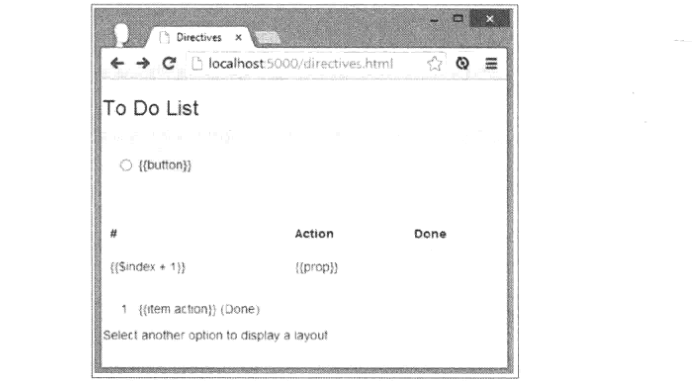 Directives ×
localhost:5000/directives.html
To Do List
{{button}}
# Action Done
{{$index + 1}} {{prop}}
1 {{item action}} (Done)
Select another option to display a layout